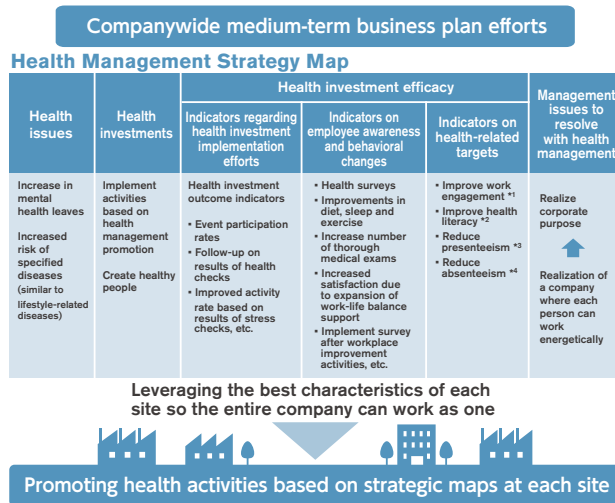 Companywide medium-term business plan efforts
Health Management Strategy Map
Health
issues
Health
investments
Health investment efficacy
Indicators regarding
health investment
implementation
efforts
Indicators on
employee awareness
and behavioral
changes
Indicators on
health-related
targets
Management
issues to
resolve with health
management
Increase in
mental
health leaves
Increased
risk of
specified
diseases
(similar to
lifestyle-related
diseases)
Implement
activities
based on
health
management
promotion
Create healthy
people
Health investment
outcome indicators
• Event participation
rates
• Follow-up on
results of health
checks
• Improved activity
rate based on
results of stress
checks, etc.
• Health surveys
• Improvements in
diet, sleep and
exercise
• Increase number
of thorough
medical exams
• Increased
satisfaction due
to expansion of
work-life balance
support
• Implement survey
after workplace
improvement
activities, etc.
• Improve work
engagement *1
• Improve health
literacy *2
• Reduce
presenteeism *3
• Reduce
absenteeism *4
Realize
corporate
purpose
Realization of
a company
where each
person can
work
energetically
Leveraging the best characteristics of each
site so the entire company can work as one
Promoting health activities based on strategic maps at each site